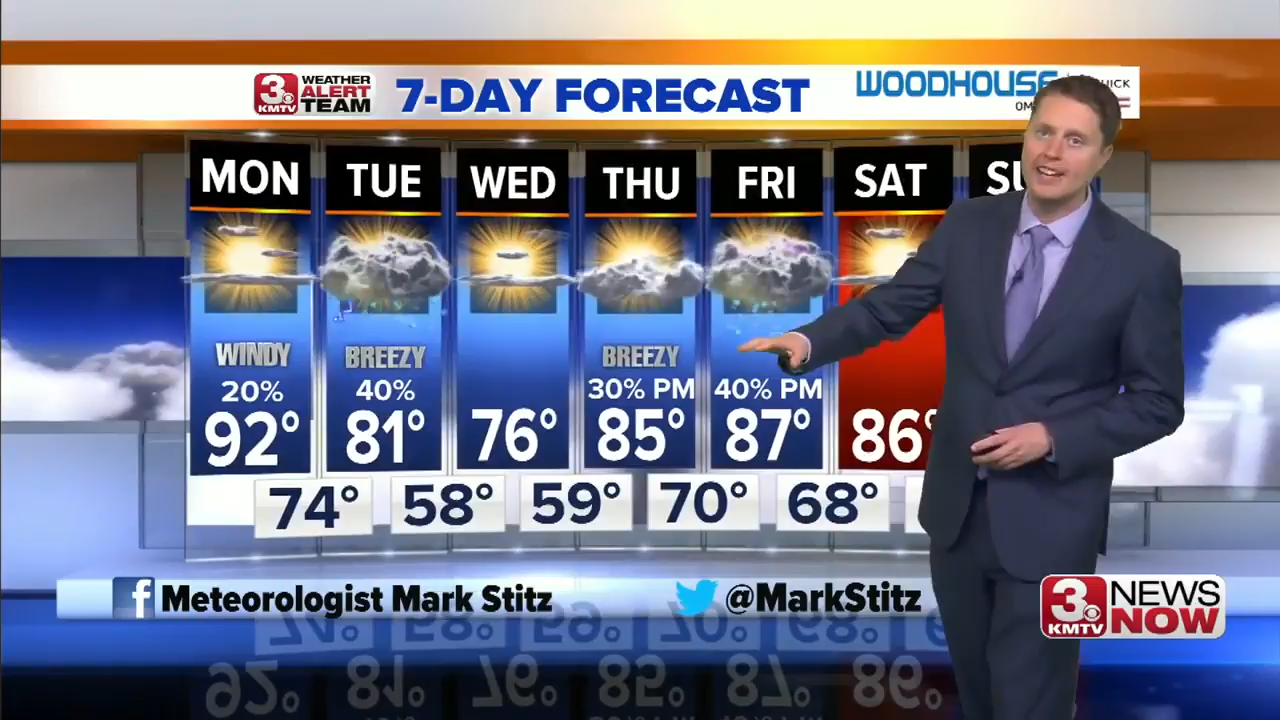 3
KMTV
WEATHER
ALERT
TEAM
7-DAY FORECAST
WOODHOUSE
MON TUE WED THU FRI SAT
WINDY BREEZY BREEZY
20% 40% 30% PM 40% PM
92° 81° 76° 85° 87° 86°
74° 58° 59° 70° 68°
f Meteorologist Mark Stitz @MarkStitz
3
KMTV
NEWS
NOW